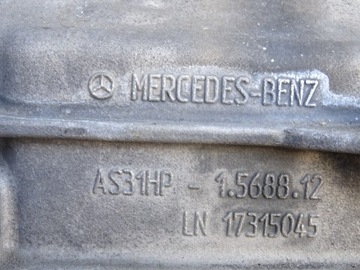 MERCEDES-BENZ
AS31HP - 1.5688.12
LN 17315045